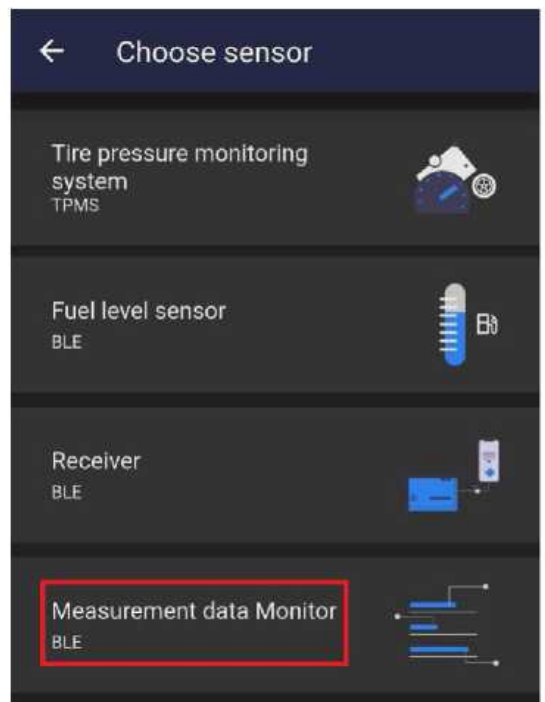 Choose sensor
Tire pressure monitoring
system
TPMS
Fuel level sensor
BLE
Receiver
BLE
Measurement data Monitor
BLE